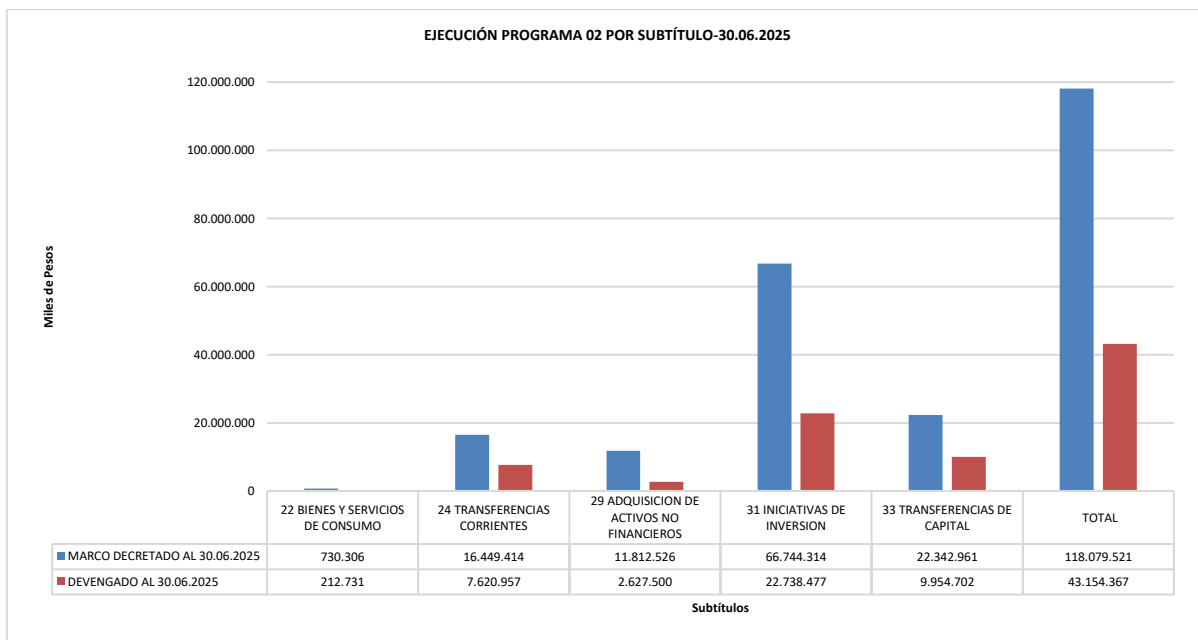 EJECUCIÓN PROGRAMA 02 POR SUBTÍTULO-30.06.2025
Miles de Pesos
120.000.000
100.000.000
80.000.000
60.000.000
40.000.000
20.000.000
0
22 BIENES Y SERVICIOS DE CONSUMO
24 TRANSFERENCIAS CORRIENTES
29 ADQUISICION DE ACTIVOS NO FINANCIEROS
31 INICIATIVAS DE INVERSION
33 TRANSFERENCIAS DE CAPITAL
TOTAL
MARCO DECRETADO AL 30.06.2025 730.306 16.449.414 11.812.526 66.744.314 22.342.961 118.079.521
DEVENGADO AL 30.06.2025 212.731 7.620.957 2.627.500 22.738.477 9.954.702 43.154.367
Subtítulos